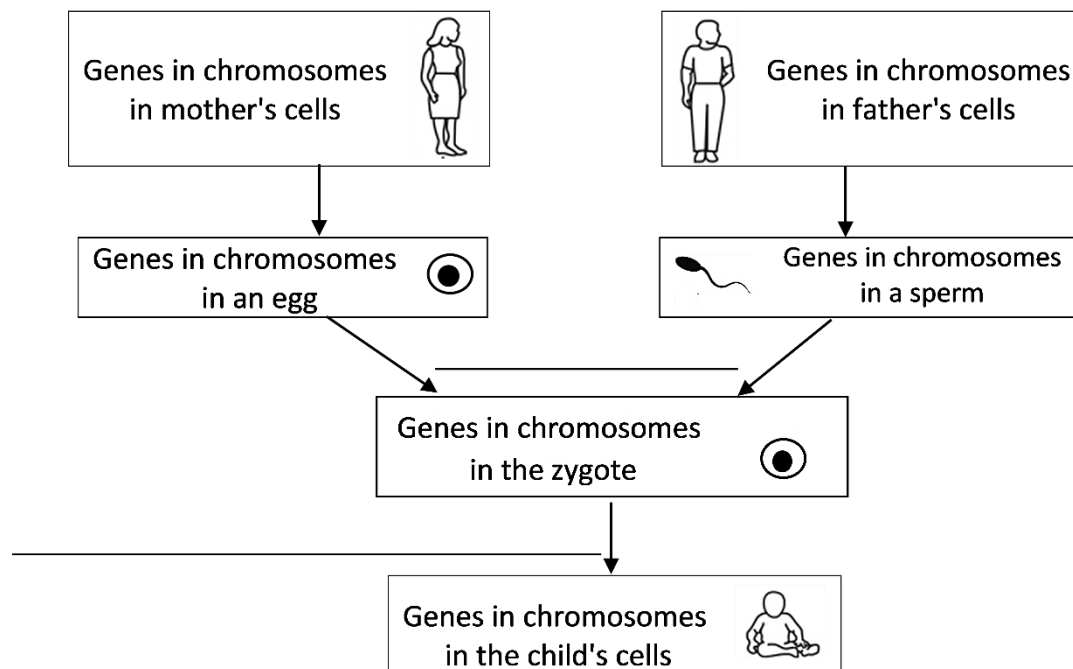 Genes in chromosomes
in mother's cells
Genes in chromosomes
in father's cells
Genes in chromosomes
in an egg
Genes in chromosomes
in a sperm
Genes in chromosomes
in the zygote
Genes in chromosomes
in the child's cells